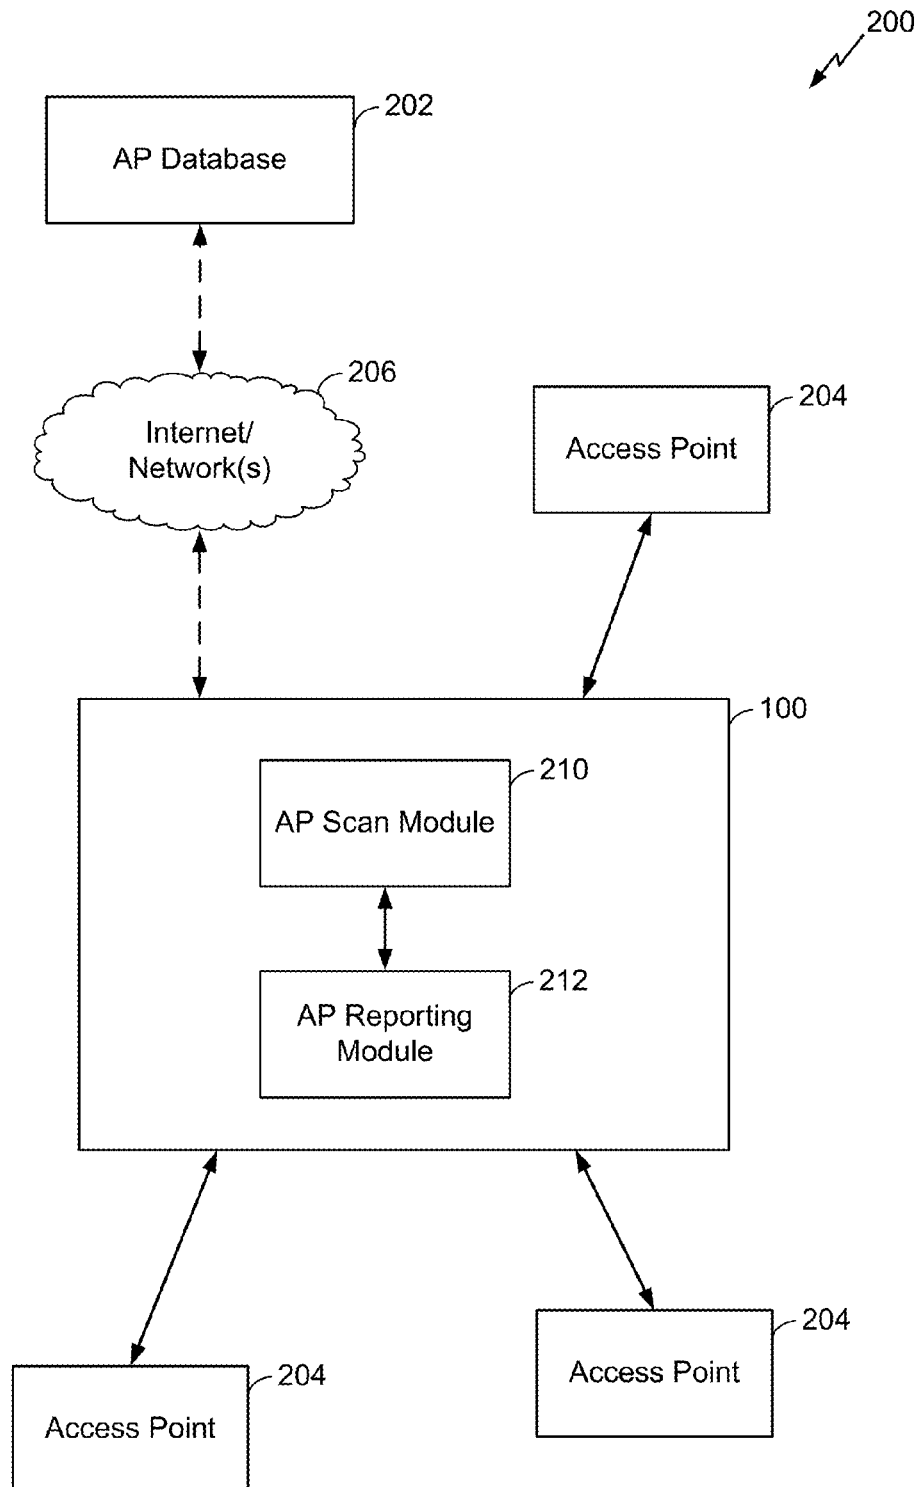 200
202
AP Database
206
Internet/
Network(s)
204
Access Point
100
210
AP Scan Module
212
AP Reporting
Module
204
Access Point
204
Access Point